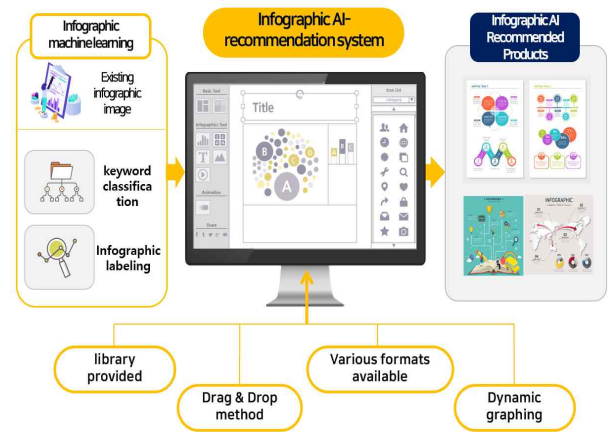 Infographic
machine learning
Existing
infographic
image
keyword
classifica
tion
Infographic
labeling
Infographic AI-
recommendation system
Basic Tool
Infographics Tool
T
Animation
Share
Title
B
C
D
A
A
B
C
Icon List
category
Infographic AI
Recommended
Products
INFOGRAPHIC
library
provided
Drag & Drop
method
Various formats
available
Dynamic
graphing